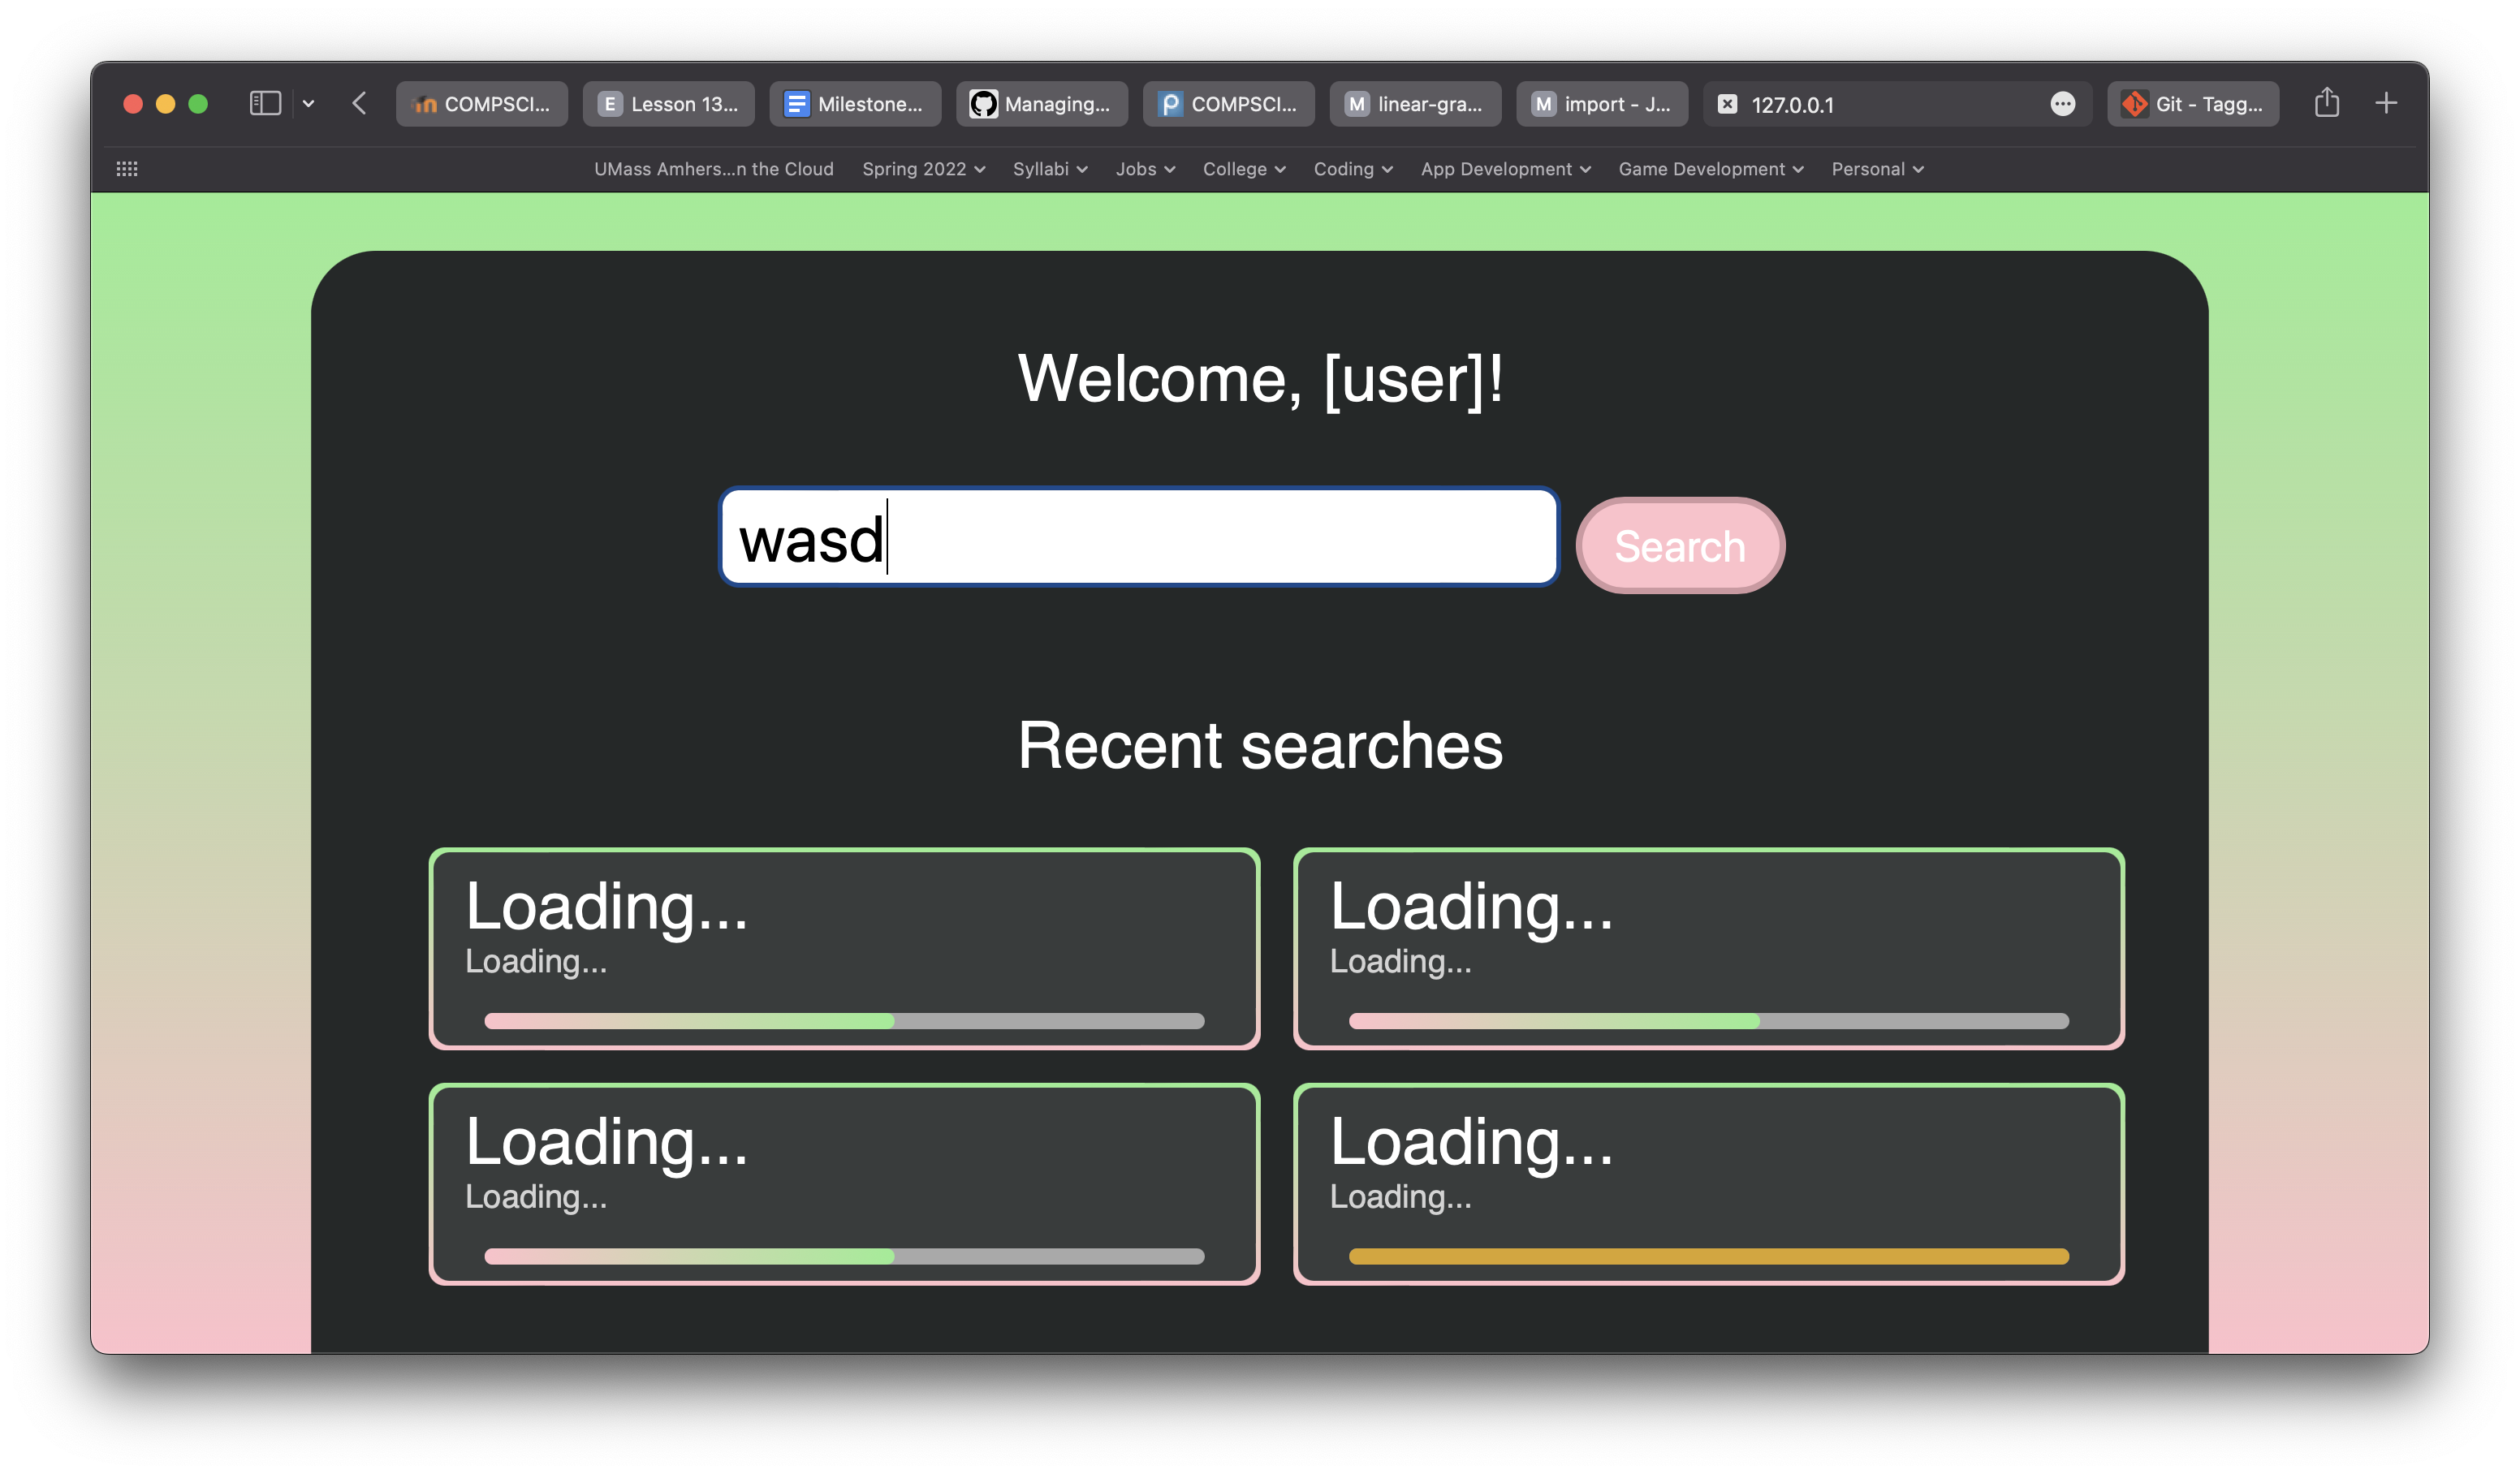 COMPSCI... E Lesson 13... Milestone... Managing... COMPSCI... M linear-gra... M import - J... 127.0.0.1 Git - Tagg...
UMass Amhers...n the Cloud Spring 2022 Syllabi Jobs College Coding App Development Game Development Personal
Welcome, [user]!
wasd
Search
Recent searches
Loading...
Loading...
Loading...
Loading...
Loading...
Loading...
Loading...
Loading...